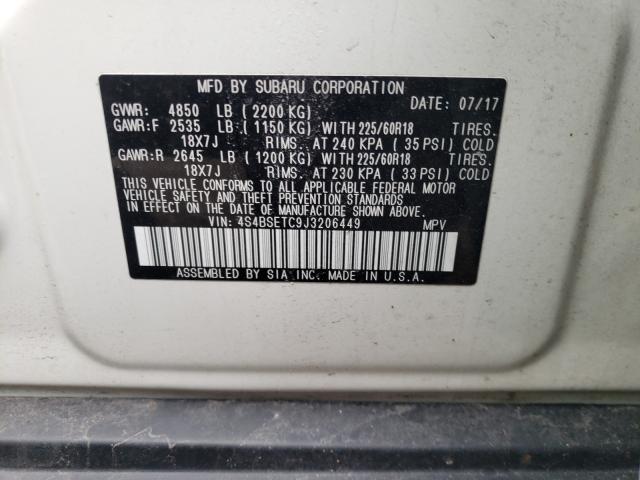 MFD BY SUBARU CORPORATION
GVWR: 4850 LB (2200 KG) DATE: 07/17
GAWR:F 2535 LB (1150 KG) WITH 225/60R18 TIRES.
18X7J RIMS. AT 240 KPA (35 PSI) COLD
GAWR:R 2645 LB (1200 KG) WITH 225/60R18 TIRES.
18X7J RIMS. AT 230 KPA (33 PSI) COLD
THIS VEHICLE CONFORMS TO ALL APPLICABLE FEDERAL MOTOR
VEHICLE SAFETY AND THEFT PREVENTION STANDARDS
IN EFFECT ON THE DATE OF MANUFACTURE SHOWN ABOVE.
VIN: 4S4BSETC9J3206449 MPV
ASSEMBLED BY SIA INC. MADE IN U.S.A.